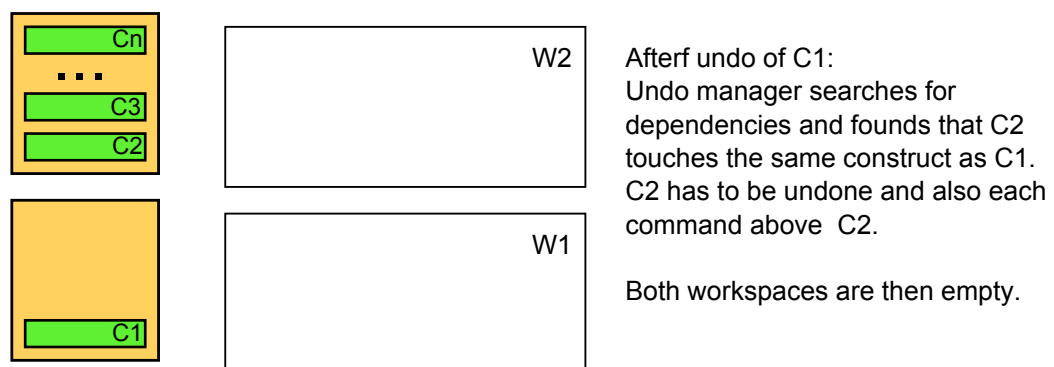 Cn
...
C3
C2
W2
Afterf undo of C1:
Undo manager searches for
dependencies and founds that C2
touches the same construct as C1.
C2 has to be undone and also each
command above  C2.
Both workspaces are then empty.
W1
C1